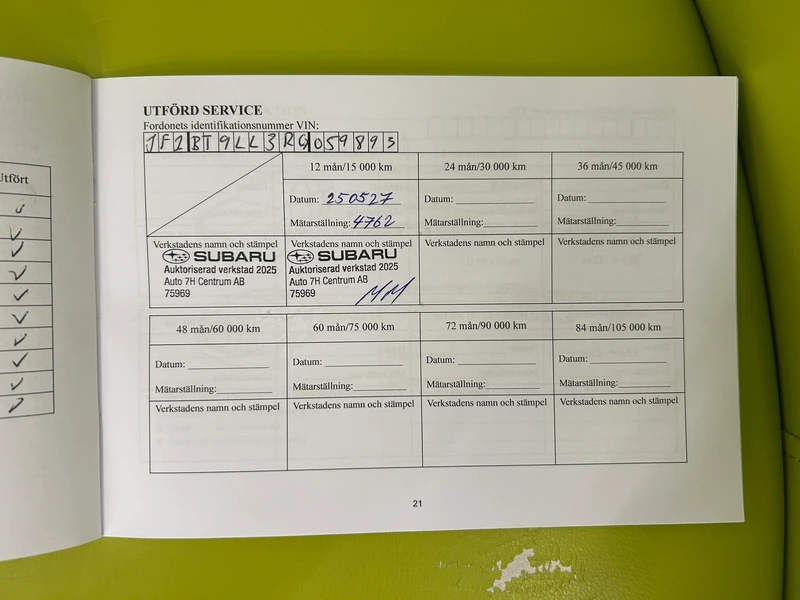 Utfört
UTFÖRD SERVICE
Fordonets identifikationsnummer VIN:
JF1BT9LL3RG059893
12 mån/15 000 km
24 mån/30 000 km
36 mån/45 000 km
Datum: 250527
Datum:
Datum:
Mätarställning: 4762
Mätarställning:
Mätarställning:
Verkstadens namn och stämpel
Verkstadens namn och stämpel
Verkstadens namn och stämpel
Verkstadens namn och stämpel
SUBARU
Auktoriserad verkstad 2025
Auto 7H Centrum AB
75969
SUBARU
Auktoriserad verkstad 2025
Auto 7H Centrum AB
75969
48 mån/60 000 km
60 mån/75 000 km
72 mån/90 000 km
84 mån/105 000 km
Datum:
Datum:
Datum:
Datum:
Mätarställning:
Mätarställning:
Mätarställning:
Mätarställning:
Verkstadens namn och stämpel
Verkstadens namn och stämpel
Verkstadens namn och stämpel
Verkstadens namn och stämpel
21